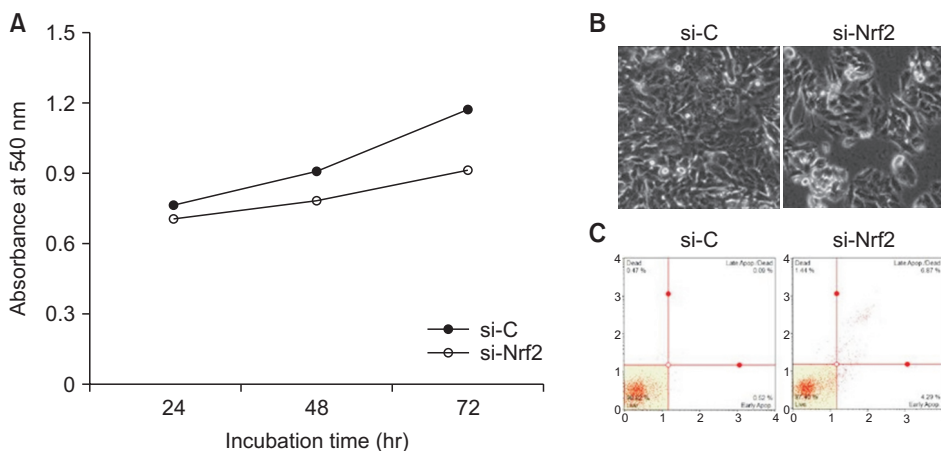 A
1.5
1.2
0.9
0.6
0.3
0
Absorbance at 540 nm
si-C
si-Nrf2
24 48 72
Incubation time (hr)
B
si-C si-Nrf2
C
si-C si-Nrf2
Dead
0.47 %
Late Apop./Dead
Live
0.52 %
Early Apop.
4
3
2
1
0
0 1 2 3 4
Dead
1.44 %
Late Apop./Dead
6.87 %
Live
4.29 %
Early Apop.
4
3
2
1
0
0 1 2 3